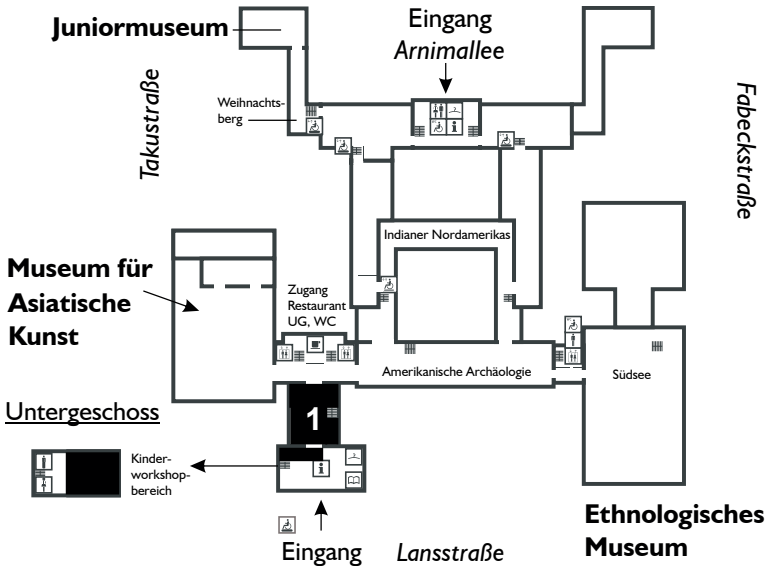 Juniormuseum
Eingang
Arnimallee
Takustraße
Fabeckstraße
Weihnachts-
berg
Indianer Nordamerikas
Museum für
Asiatische
Kunst
Zugang
Restaurant
UG, WC
Amerikanische Archäologie
Südsee
Untergeschoss
1
Kinder-
workshop-
bereich
Ethnologisches
Museum
Eingang
Lansstraße